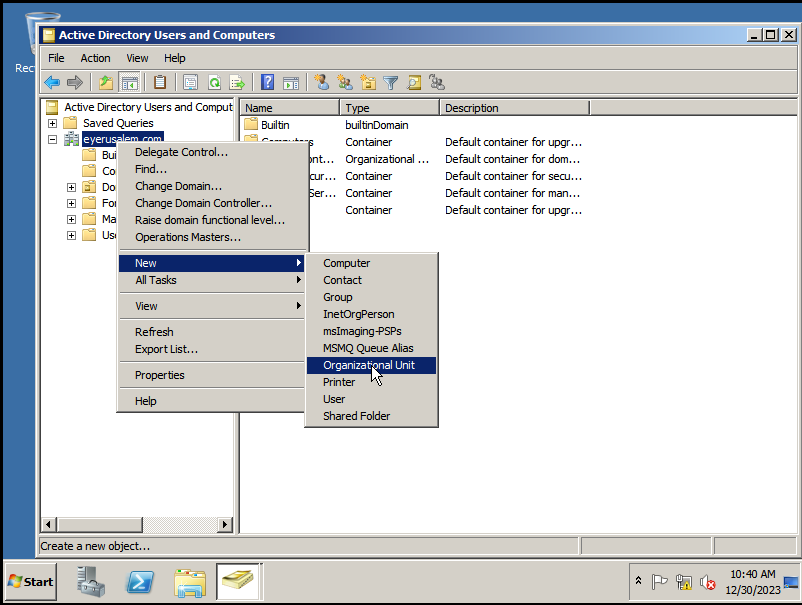 Rec
Active Directory Users and Computers
File Action View Help
Active Directory Users and Comput
Saved Queries
eyerusalem.com
Bui
Co
Do
For
Ma
Use
Name Type Description
Builtin builtinDomain
Computers Container Default container for upgr...
ont... Organizational ... Default container for dom...
cur... Container Default container for secu...
Ser... Container Default container for man...
Container Default container for upgr...
Delegate Control...
Find...
Change Domain...
Change Domain Controller...
Raise domain functional level...
Operations Masters...
New
All Tasks
View
Refresh
Export List...
Properties
Help
Computer
Contact
Group
InetOrgPerson
msImaging-PSPs
MSMQ Queue Alias
Organizational Unit
Printer
User
Shared Folder
Create a new object...
Start
10:40 AM
12/30/2023